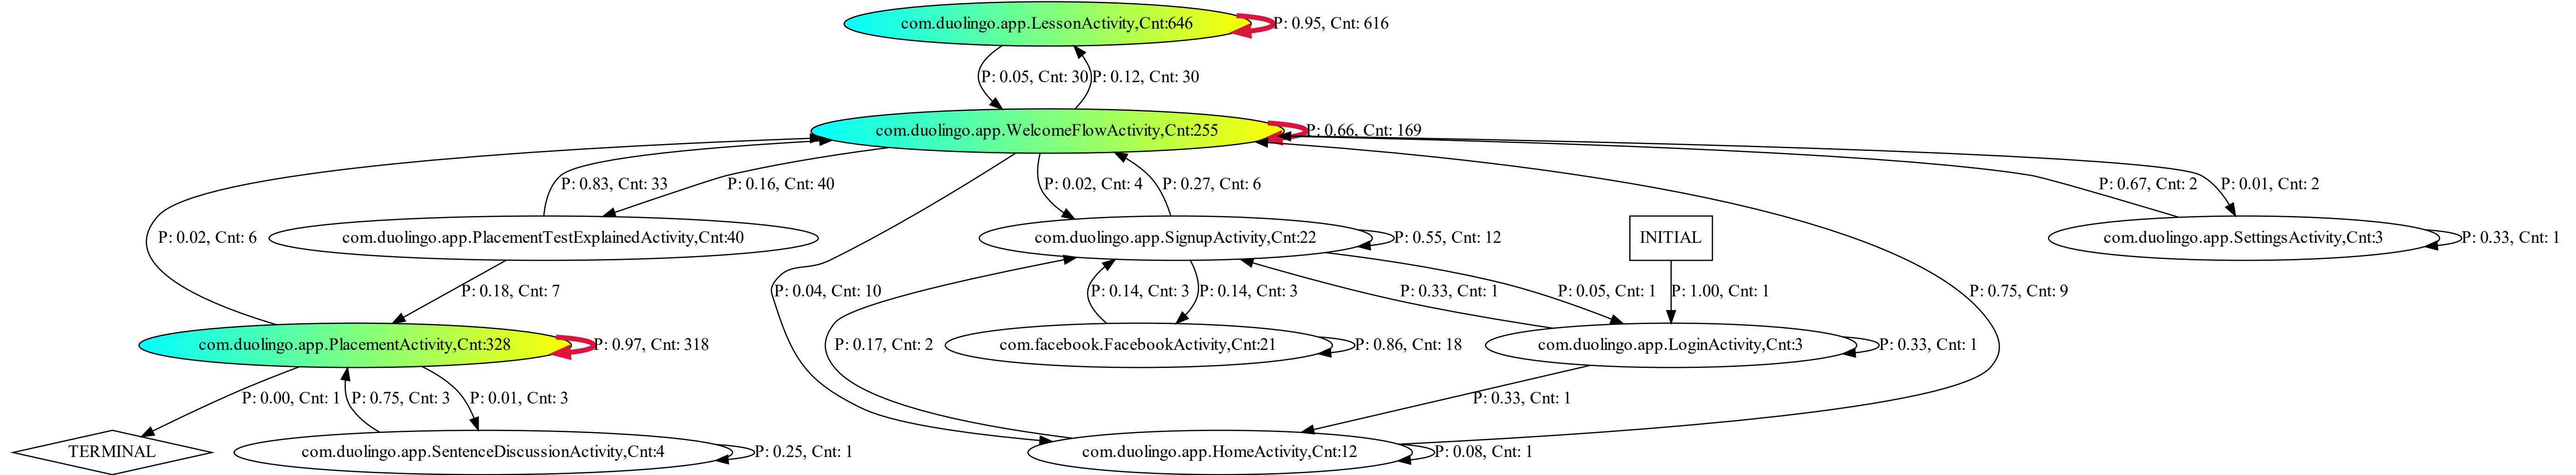 com.duolingo.app.LessonActivity,Cnt:646
P: 0.95, Cnt: 616
P: 0.05, Cnt: 30
P: 0.12, Cnt: 30
com.duolingo.app.WelcomeFlowActivity,Cnt:255
P: 0.66, Cnt: 169
P: 0.83, Cnt: 33
P: 0.16, Cnt: 40
P: 0.02, Cnt: 4
P: 0.27, Cnt: 6
P: 0.67, Cnt: 2
P: 0.01, Cnt: 2
P: 0.02, Cnt: 6
com.duolingo.app.PlacementTestExplainedActivity,Cnt:40
com.duolingo.app.SignupActivity,Cnt:22
P: 0.55, Cnt: 12
INITIAL
com.duolingo.app.SettingsActivity,Cnt:3
P: 0.33, Cnt: 1
P: 0.18, Cnt: 7
P: 0.04, Cnt: 10
P: 0.14, Cnt: 3
P: 0.14, Cnt: 3
P: 0.33, Cnt: 1
P: 0.05, Cnt: 1
P: 1.00, Cnt: 1
P: 0.75, Cnt: 9
com.duolingo.app.PlacementActivity,Cnt:328
P: 0.97, Cnt: 318
P: 0.17, Cnt: 2
com.facebook.FacebookActivity,Cnt:21
P: 0.86, Cnt: 18
com.duolingo.app.LoginActivity,Cnt:3
P: 0.33, Cnt: 1
P: 0.00, Cnt: 1
P: 0.75, Cnt: 3
P: 0.01, Cnt: 3
P: 0.33, Cnt: 1
TERMINAL
com.duolingo.app.SentenceDiscussionActivity,Cnt:4
P: 0.25, Cnt: 1
com.duolingo.app.HomeActivity,Cnt:12
P: 0.08, Cnt: 1